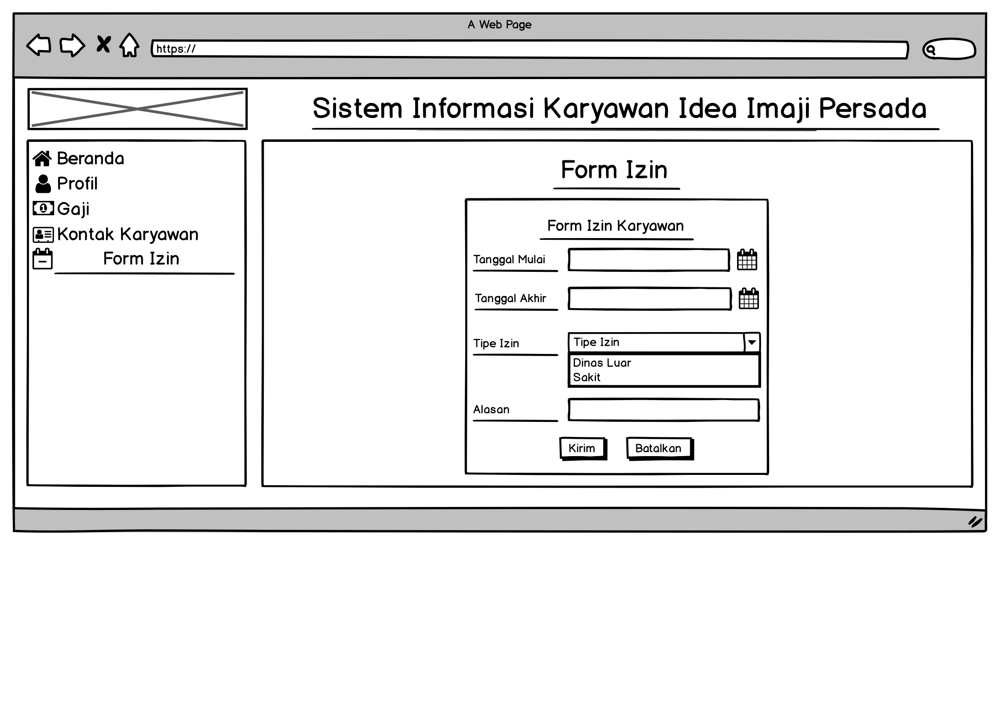 A Web Page
https://
Sistem Informasi Karyawan Idea Imaji Persada
Beranda
Profil
1
Gaji
Kontak Karyawan
Form Izin
Form Izin
Form Izin Karyawan
Tanggal Mulai
Tanggal Akhir
Tipe Izin
Tipe Izin
Dinas Luar
Sakit
Alasan
Kirim
Batalkan